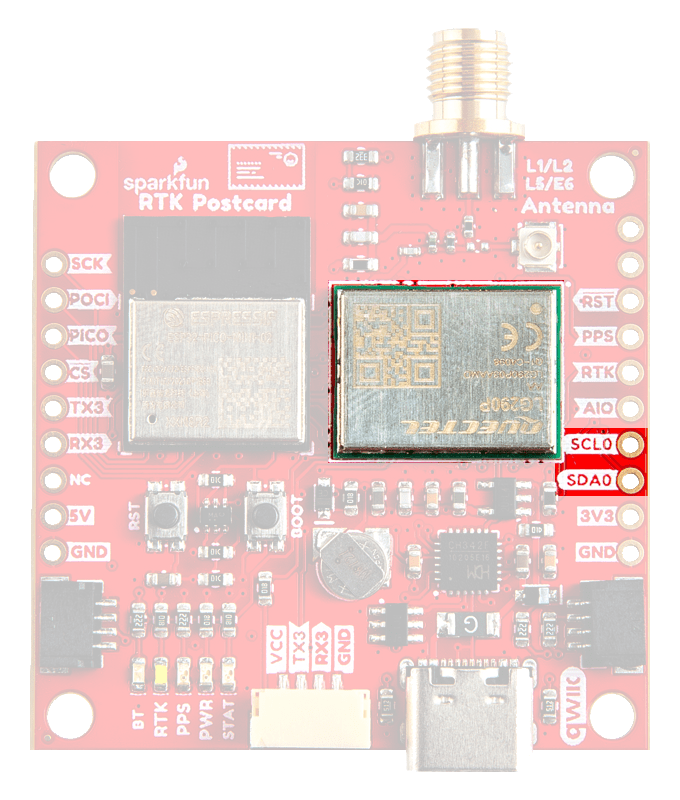 L1/L2
L5/E6
Antenna
sparkfun
RTK Postcard
SCK
POCI
PICO
CS
TX3
RX3
NC
5V
GND
ESPRESSIF
QUECTEL
LG290P
RST
PPS
RTK
AIO
SCL0
SDA0
3V3
GND
RST
BOOT
VCC
TX3
RX3
GND
BT
RTK
PPS
PWR
STAT
qwiic